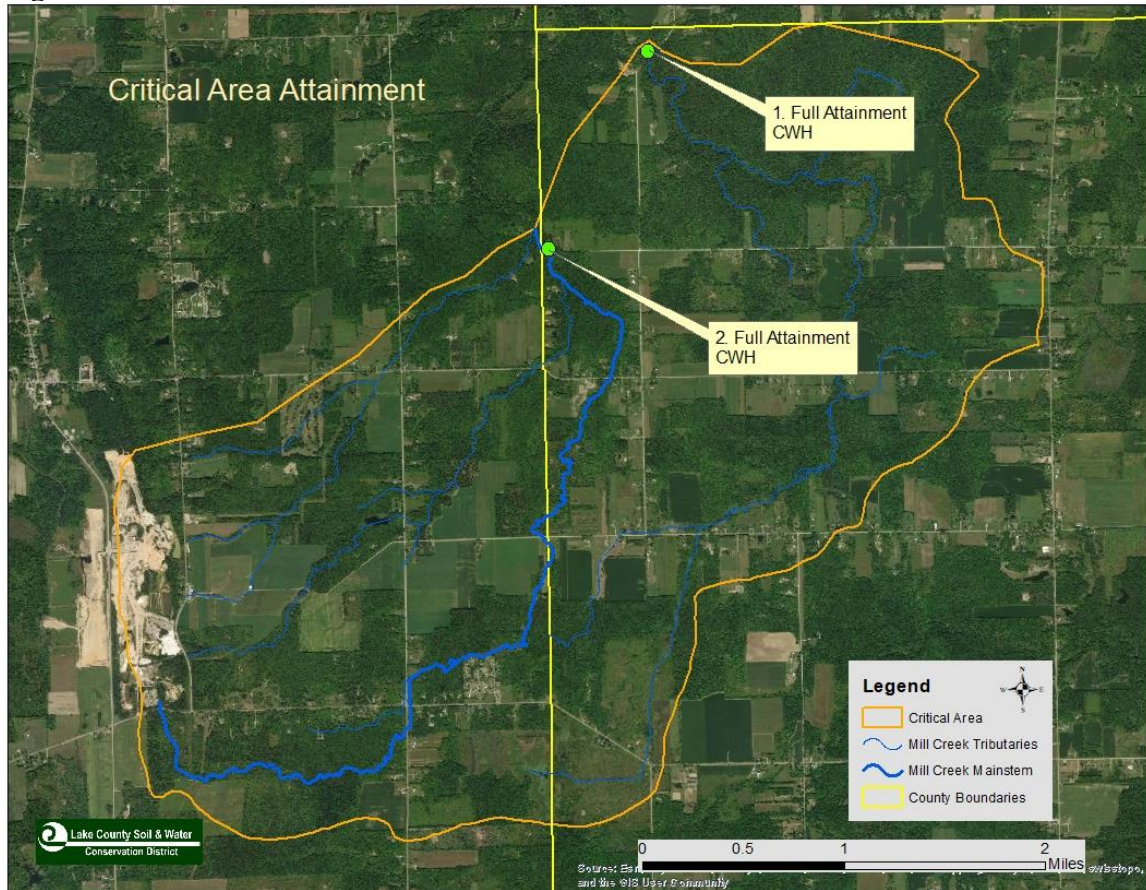 Critical Area Attainment
1. Full Attainment
CWH
2. Full Attainment
CWH
Legend
N
W
E
S
Critical Area
Mill Creek Tributaries
Mill Creek Mainstem
County Boundaries
Lake County Soil & Water
Conservation District
0 0.5 1 2
Miles
Source:
swisstopo,
and the GIS User Community